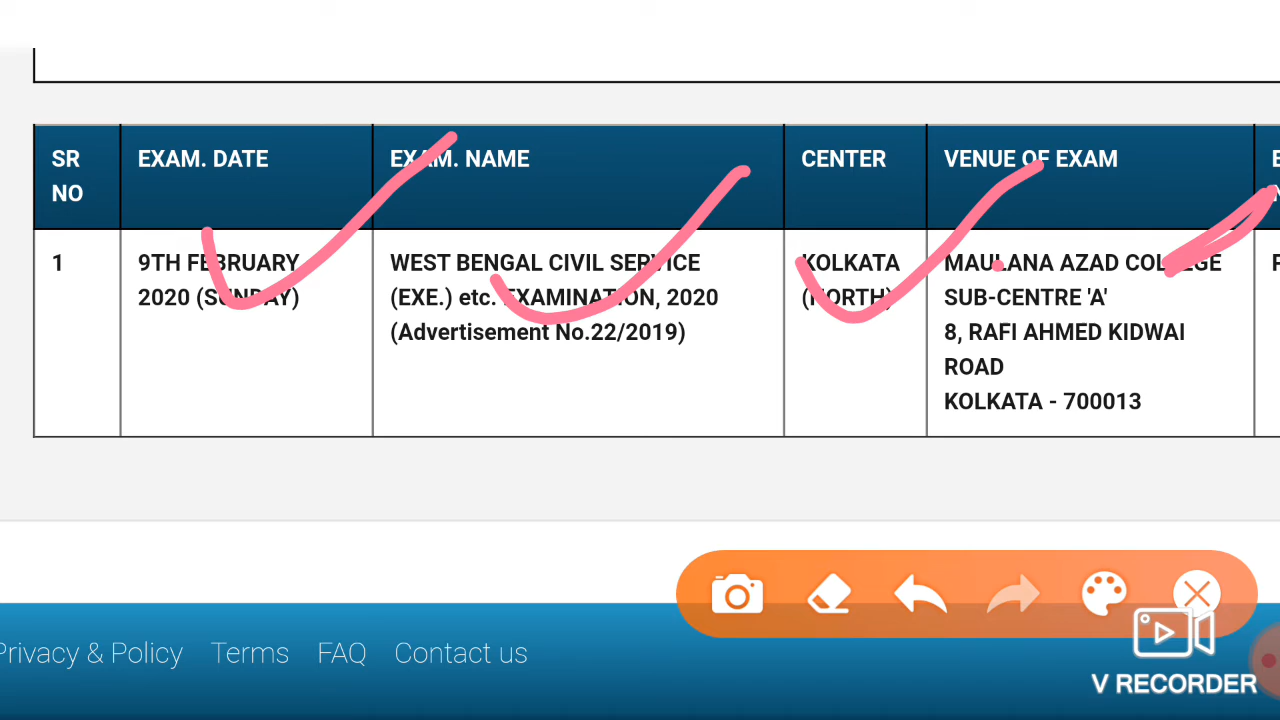 SR
NO
EXAM. DATE
EXAM. NAME
CENTER
VENUE OF EXAM
1
9TH FEBRUARY
2020 (SUNDAY)
WEST BENGAL CIVIL SERVICE
(EXE.) etc. EXAMINATION, 2020
(Advertisement No.22/2019)
KOLKATA
(NORTH)
MAULANA AZAD COLLEGE
SUB-CENTRE 'A'
8, RAFI AHMED KIDWAI
ROAD
KOLKATA - 700013
Privacy & Policy
Terms
FAQ
Contact us
V RECORDER